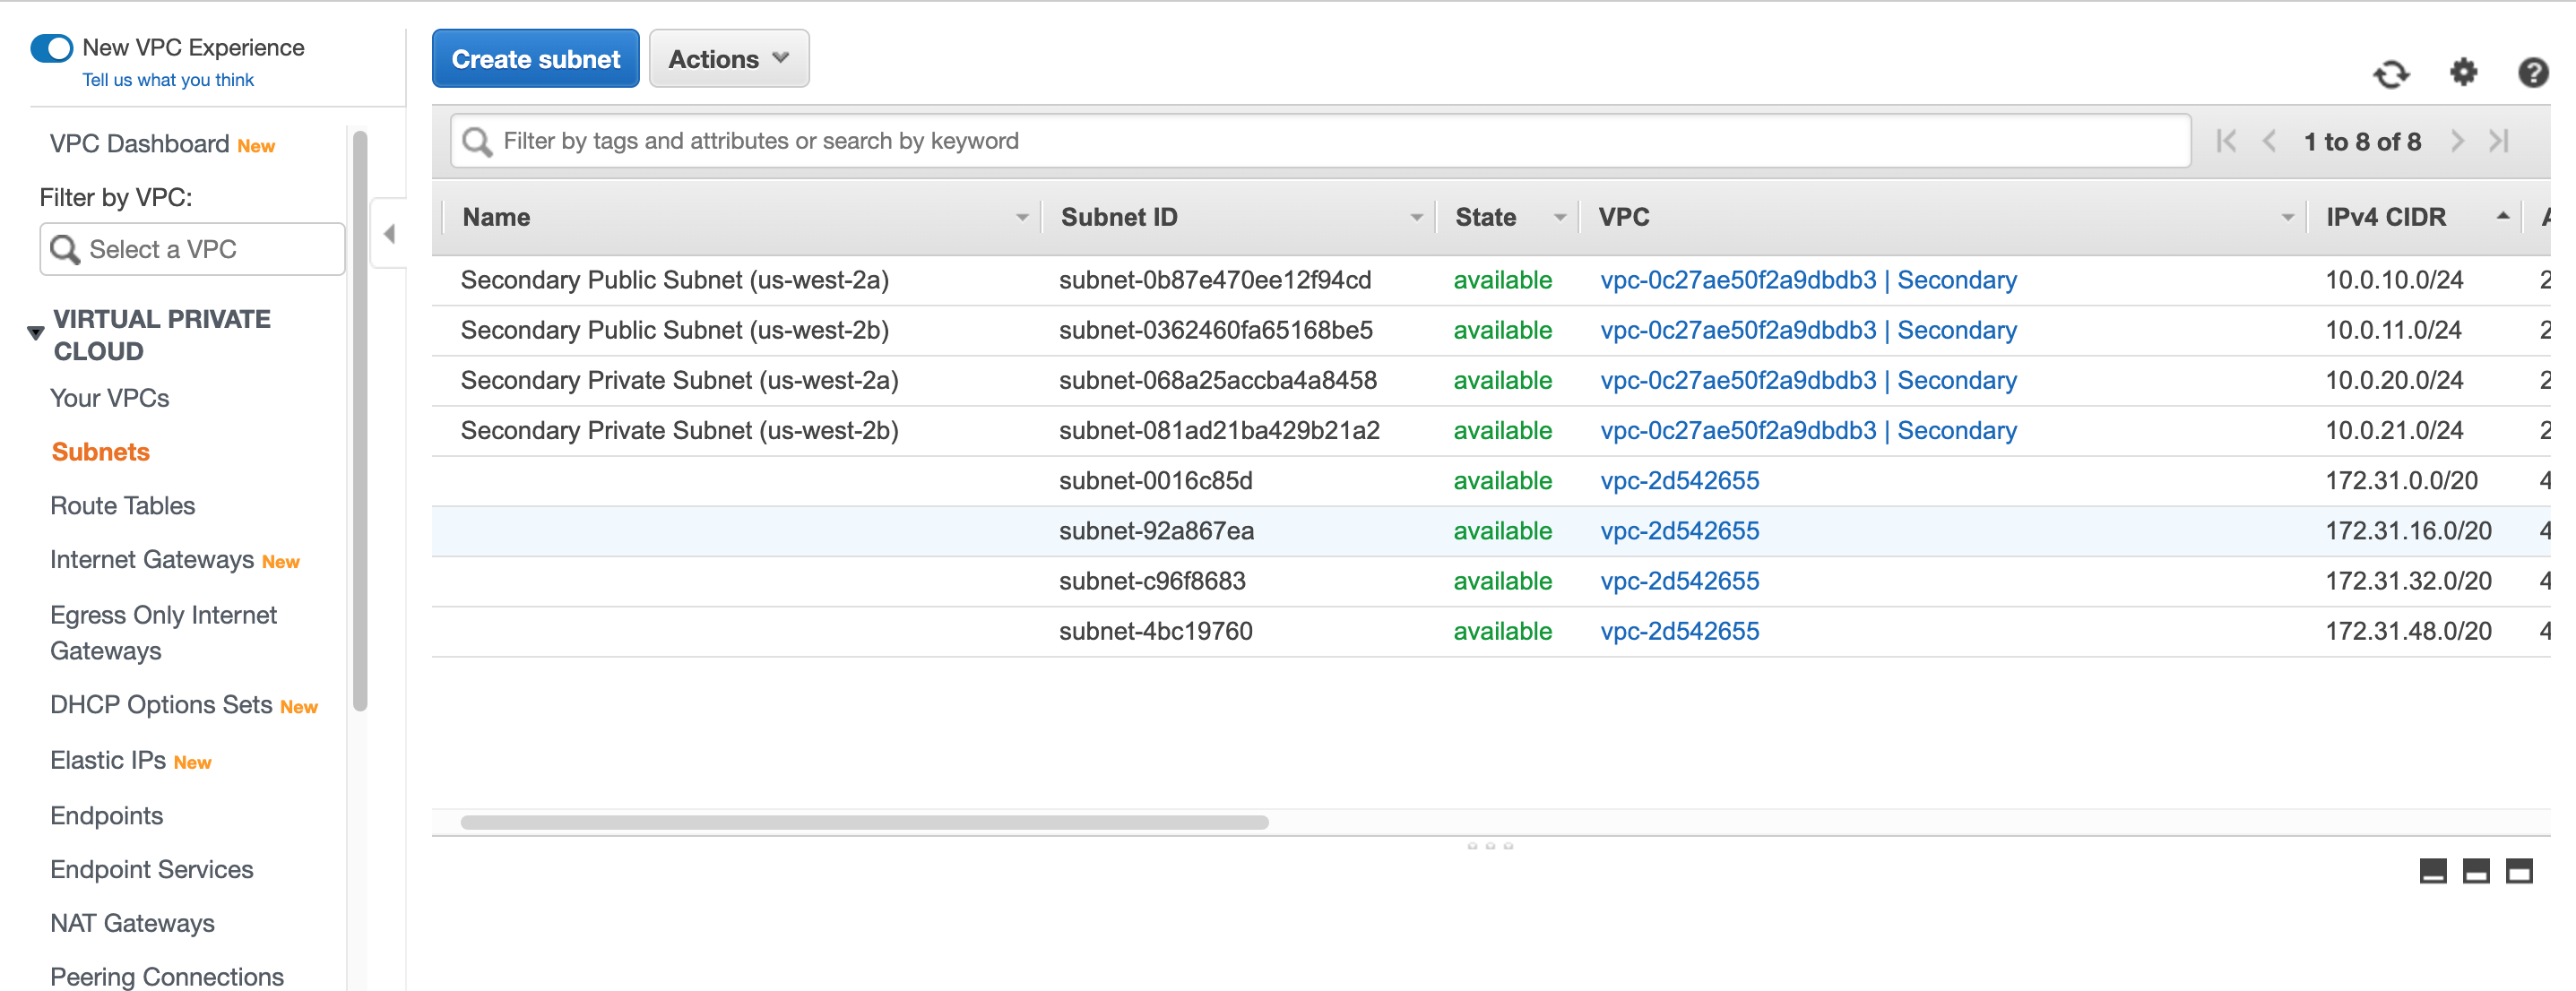 New VPC Experience
Tell us what you think
VPC Dashboard New
Filter by VPC:
Select a VPC
VIRTUAL PRIVATE
CLOUD
Your VPCs
Subnets
Route Tables
Internet Gateways New
Egress Only Internet
Gateways
DHCP Options Sets New
Elastic IPs New
Endpoints
Endpoint Services
NAT Gateways
Peering Connections
Create subnet Actions
Filter by tags and attributes or search by keyword 1 to 8 of 8
Name Subnet ID State VPC IPv4 CIDR
Secondary Public Subnet (us-west-2a) subnet-0b87e470ee12f94cd available vpc-0c27ae50f2a9dbdb3 | Secondary 10.0.10.0/24 2
Secondary Public Subnet (us-west-2b) subnet-0362460fa65168be5 available vpc-0c27ae50f2a9dbdb3 | Secondary 10.0.11.0/24 2
Secondary Private Subnet (us-west-2a) subnet-068a25accba4a8458 available vpc-0c27ae50f2a9dbdb3 | Secondary 10.0.20.0/24 2
Secondary Private Subnet (us-west-2b) subnet-081ad21ba429b21a2 available vpc-0c27ae50f2a9dbdb3 | Secondary 10.0.21.0/24 2
subnet-0016c85d available vpc-2d542655 172.31.0.0/20 4
subnet-92a867ea available vpc-2d542655 172.31.16.0/20 4
subnet-c96f8683 available vpc-2d542655 172.31.32.0/20 4
subnet-4bc19760 available vpc-2d542655 172.31.48.0/20 4